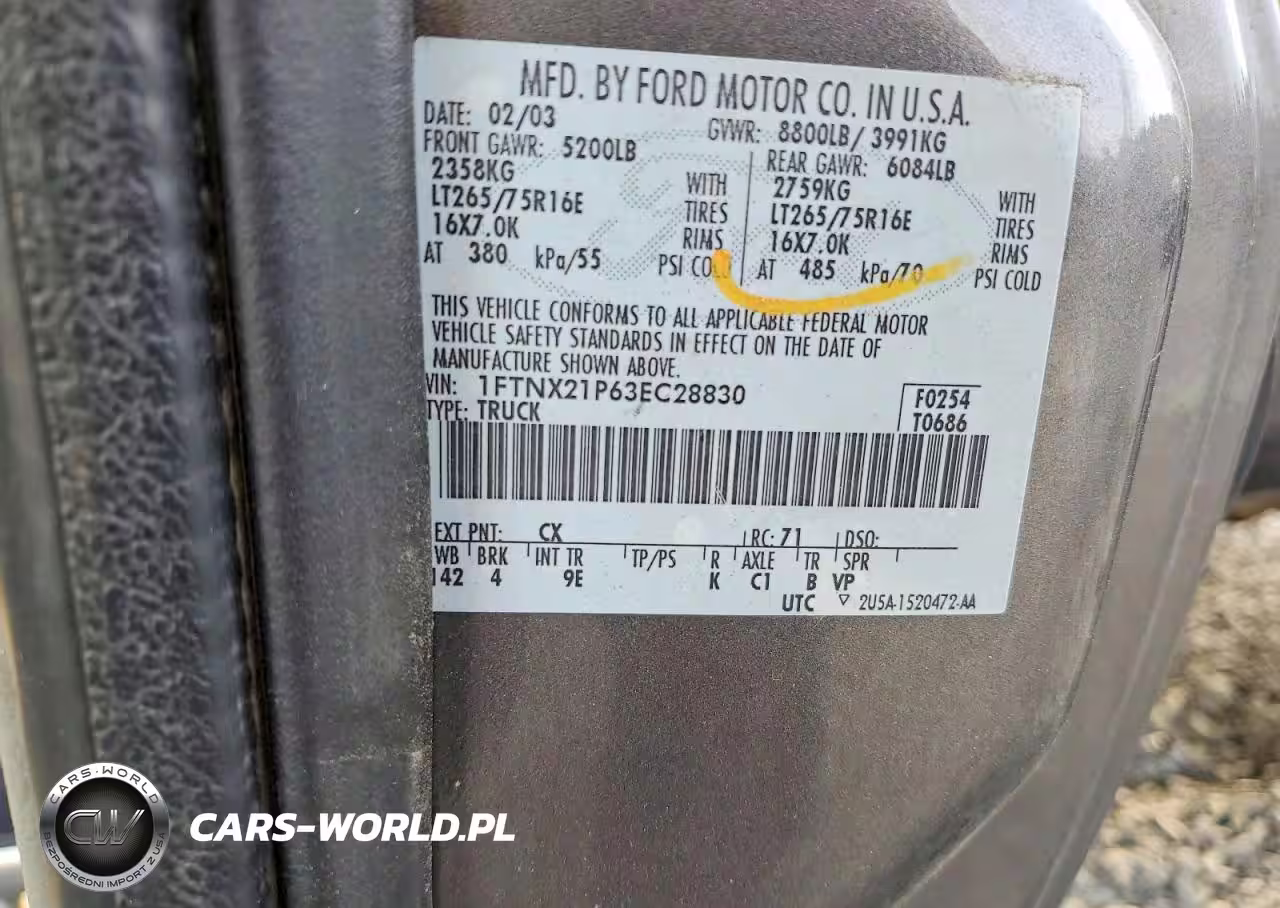 MFD. BY FORD MOTOR CO. IN U.S.A.
DATE: 02/03 GVWR: 8800LB/ 3991KG
FRONT GAWR: 5200LB REAR GAWR: 6084LB
2358KG WITH 2759KG WITH
LT265/75R16E TIRES LT265/75R16E TIRES
16X7.0K RIMS 16X7.0K RIMS
AT 380 kPa/55 PSI COLD AT 485 kPa/70 PSI COLD
THIS VEHICLE CONFORMS TO ALL APPLICABLE FEDERAL MOTOR
VEHICLE SAFETY STANDARDS IN EFFECT ON THE DATE OF
MANUFACTURE SHOWN ABOVE.
VIN: 1FTNX21P63EC28830 F0254
TYPE: TRUCK T0686
EXT PNT: CX RC: 71 DSO:
WB BRK INT TR TP/PS R AXLE TR SPR
142 4 9E K C1 B VP
UTC ▽ 2U5A-1520472-AA
CARS-WORLD
CW
BEZPOŚREDNI IMPORT Z USA
CARS-WORLD.PL